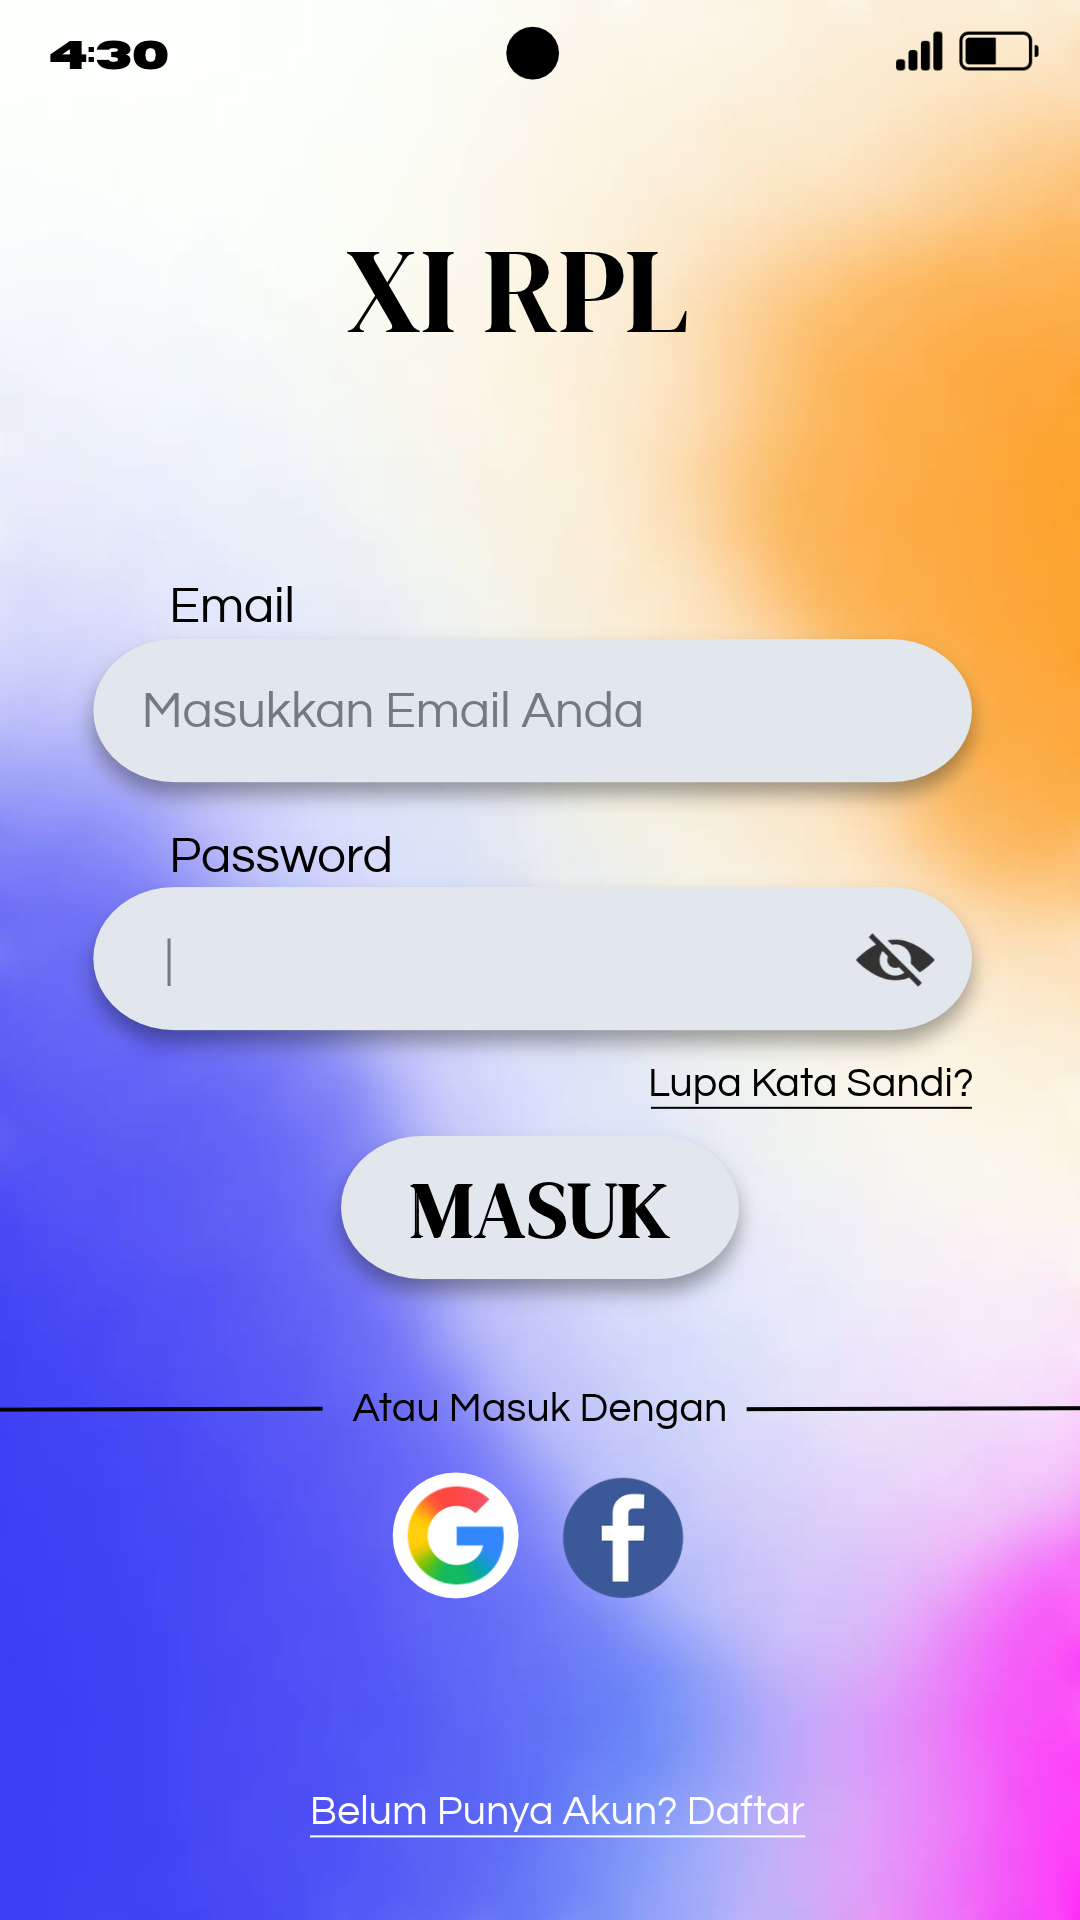 4:30
XI RPL
Email
Masukkan Email Anda
Password
Lupa Kata Sandi?
MASUK
Atau Masuk Dengan
Belum Punya Akun? Daftar